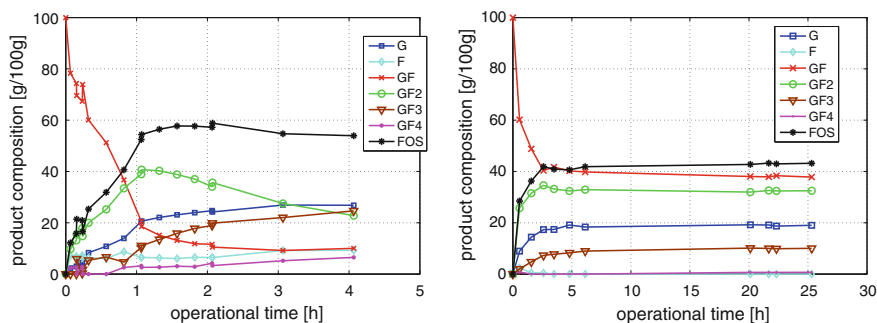 product composition [g/100g]
100
80
60
40
20
0
0
1
2
3
4
5
operational time [h]
G
F
GF
GF2
GF3
GF4
FOS
product composition [g/100g]
100
80
60
40
20
0
0
5
10
15
20
25
30
operational time [h]
G
F
GF
GF2
GF3
GF4
FOS